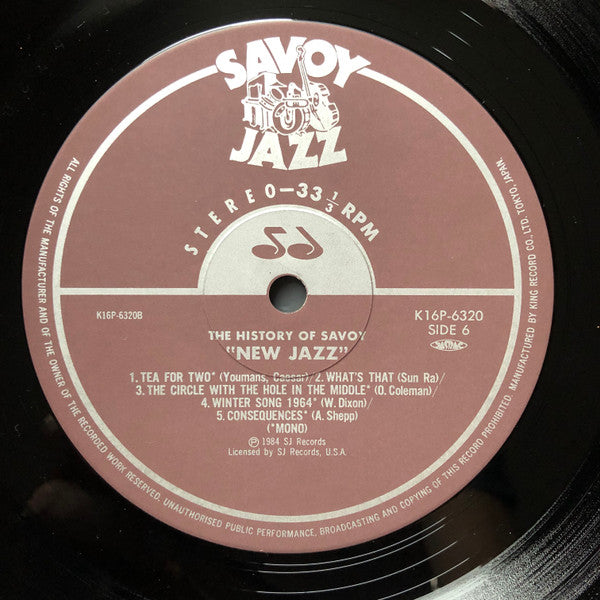 SAVOY
JAZZ
STEREO-33 1/3 RPM
K16P-6320B
K16P-6320
SIDE 6
THE HISTORY OF SAVOY
"NEW JAZZ"
1. TEA FOR TWO* (Youmans, Caesar)/2. WHAT'S THAT (Sun Ra)/
3. THE CIRCLE WITH THE HOLE IN THE MIDDLE* (O. Coleman)/
4. WINTER SONG 1964* (W. Dixon)/
5. CONSEQUENCES* (A. Shepp)
(*MONO)
Ⓟ 1984 SJ Records
Licensed by SJ Records, U.S.A.
ALL RIGHTS OF THE MANUFACTURER AND OF THE OWNER OF THE RECORDED WORK RESERVED. UNAUTHORISED PUBLIC PERFORMANCE, BROADCASTING AND COPYING OF THIS RECORD PROHIBITED. MANUFACTURED BY KING RECORD CO., LTD, TOKYO, JAPAN.